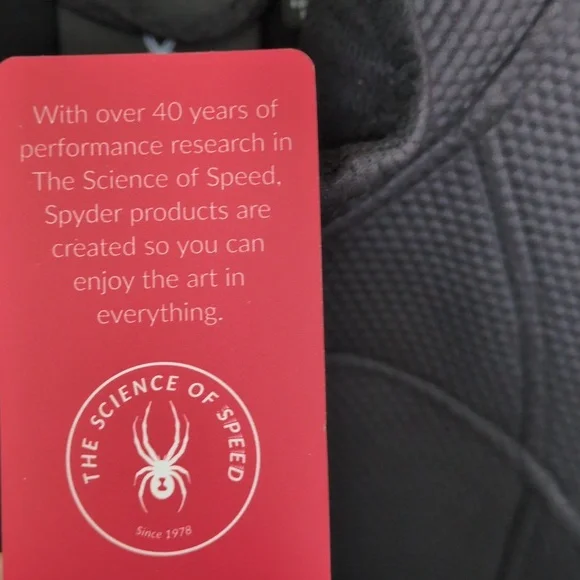 With over 40 years of
performance research in
The Science of Speed,
Spyder products are
created so you can
enjoy the art in
everything.
THE SCIENCE OF SPEED
Since 1978